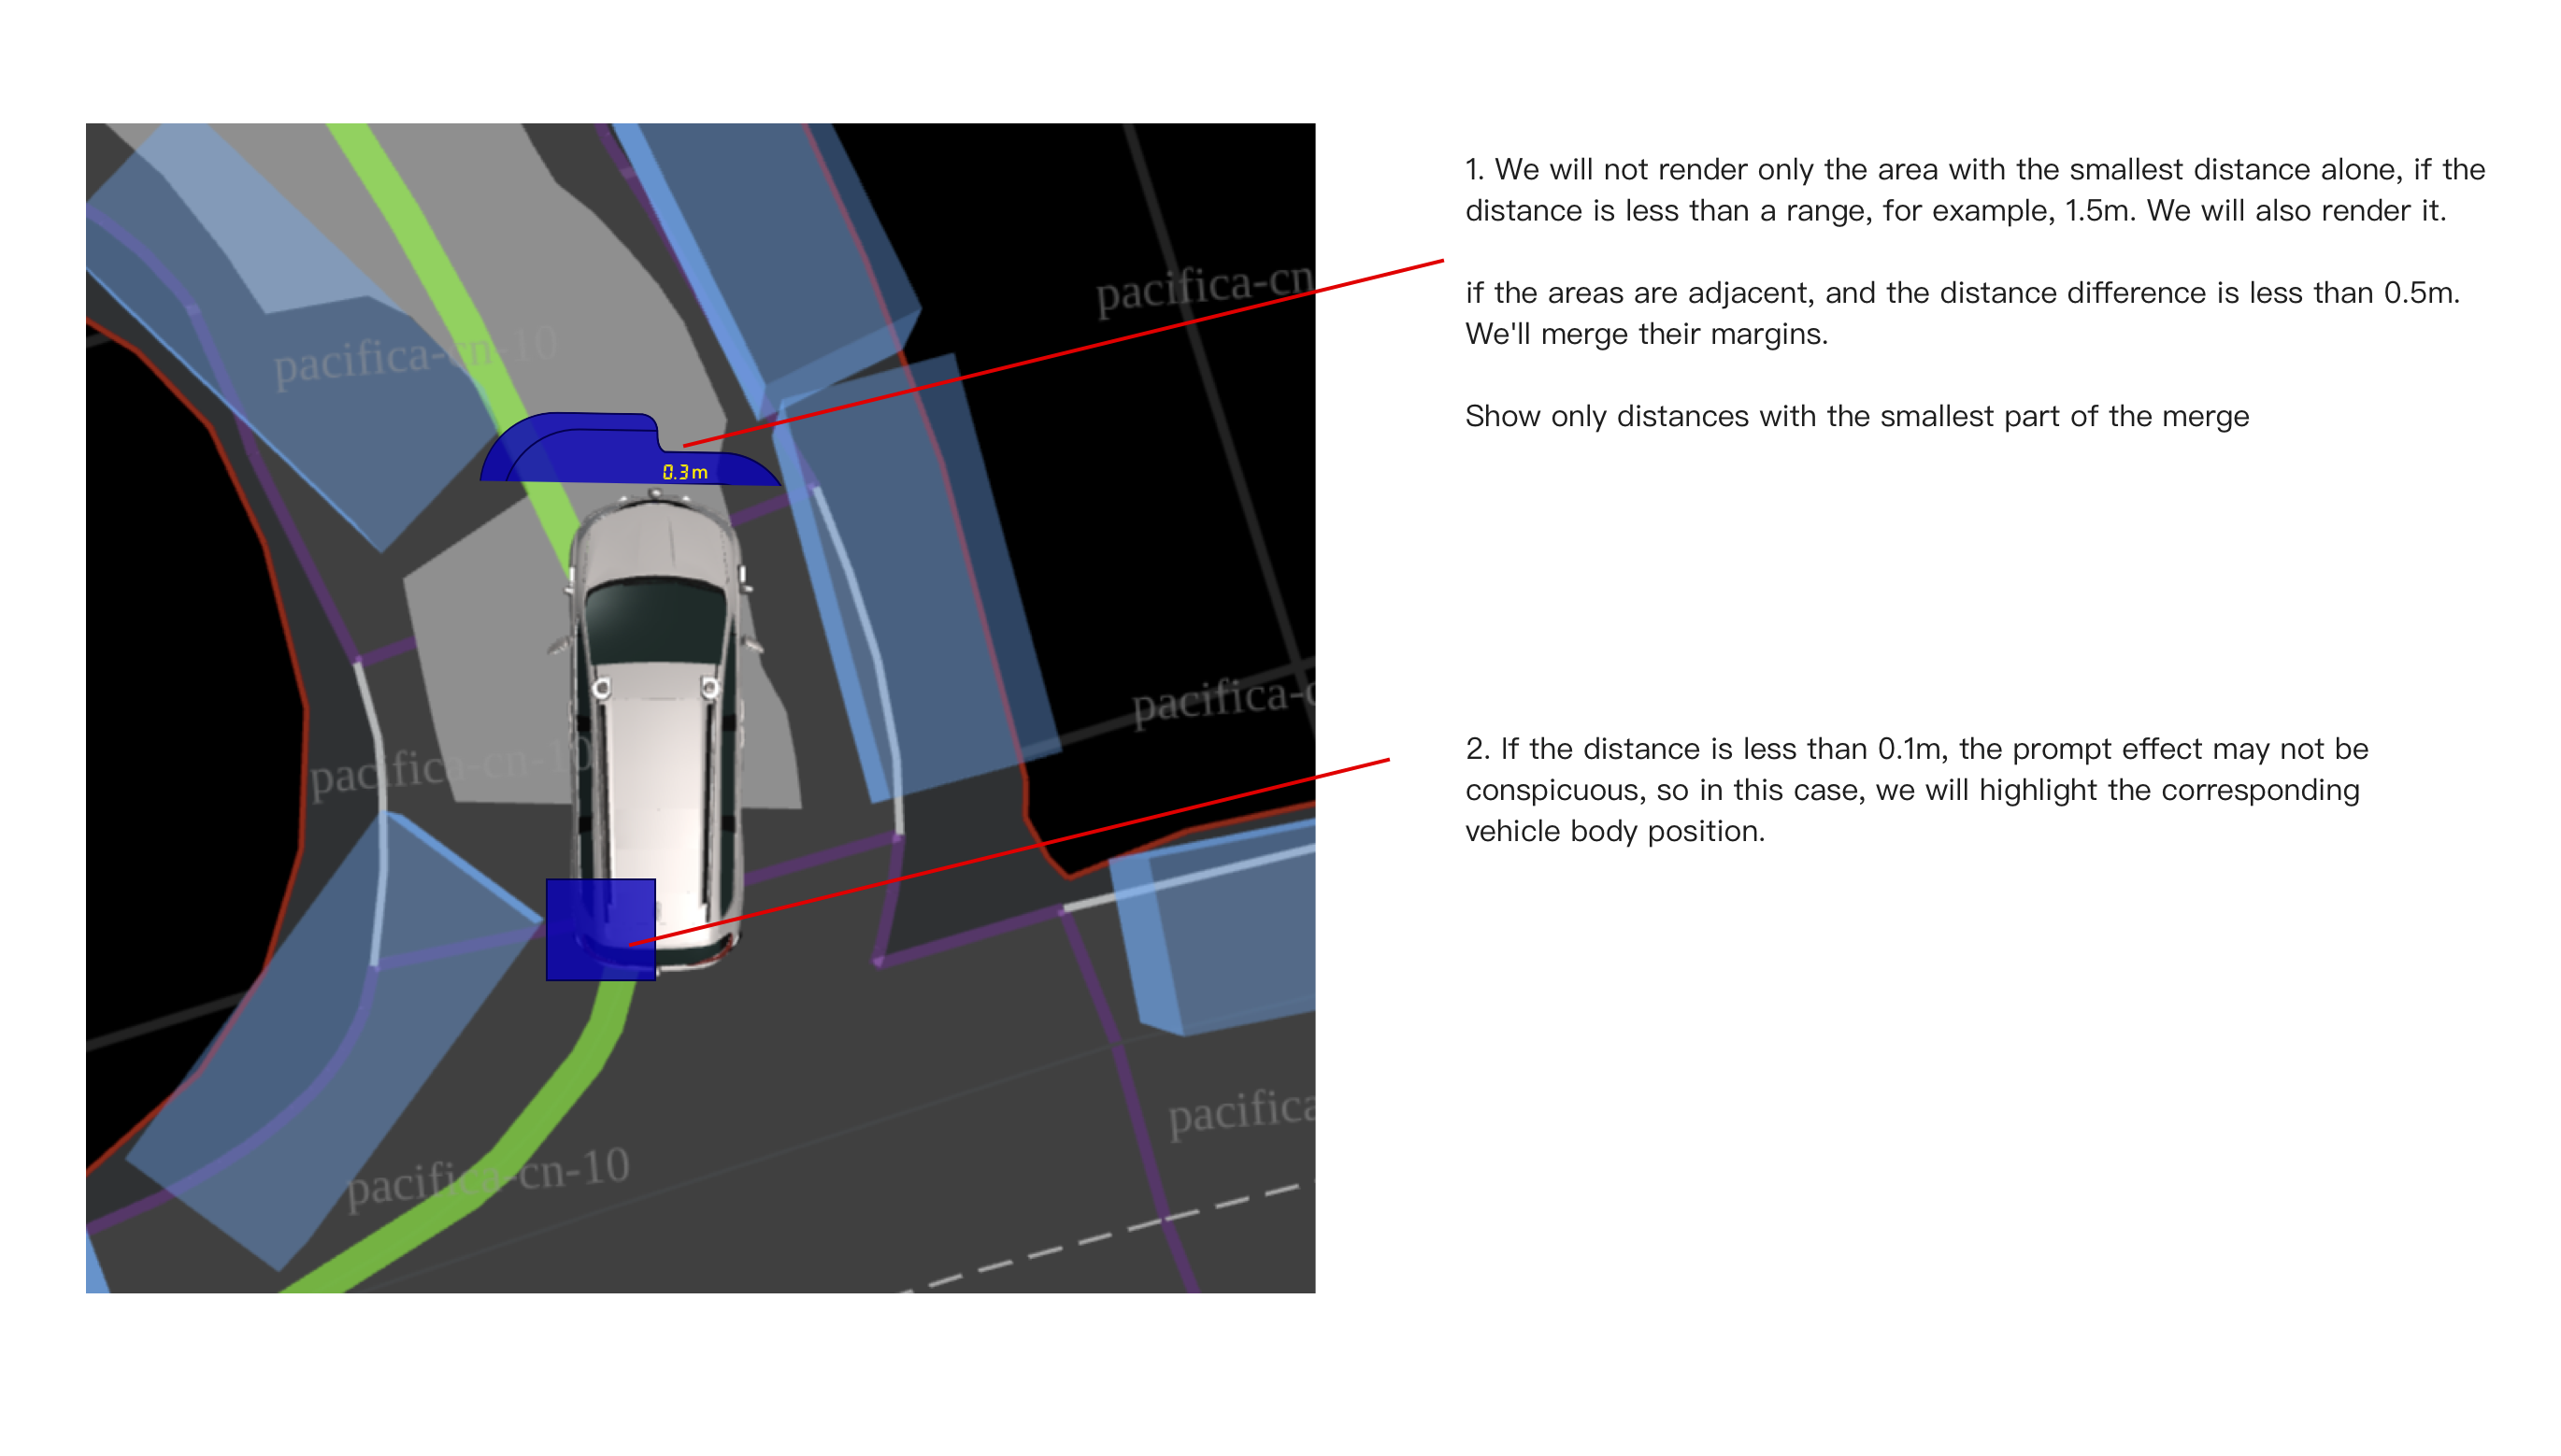 1. We will not render only the area with the smallest distance alone, if the
distance is less than a range, for example, 1.5m. We will also render it.
if the areas are adjacent, and the distance difference is less than 0.5m.
We'll merge their margins.
Show only distances with the smallest part of the merge
pacifica-cn
pacifica-cn-10
0.3m
pacifica-c
pacifica-cn-10
2. If the distance is less than 0.1m, the prompt effect may not be
conspicuous, so in this case, we will highlight the corresponding
vehicle body position.
pacifica
pacifica-cn-10